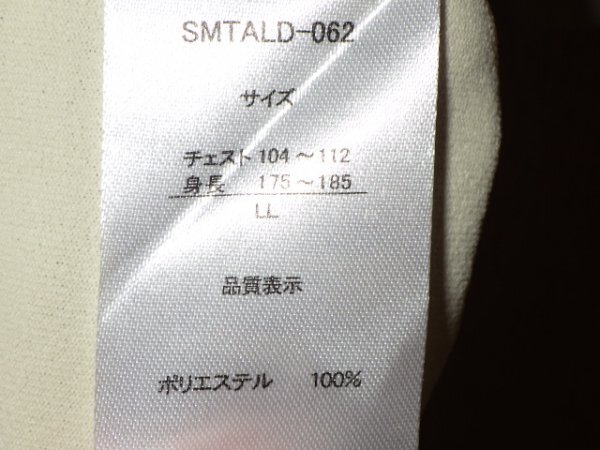 SMTALD-062
サイズ
チェスト 104～112
身長 175～185
LL
品質表示
ポリエステル 100%